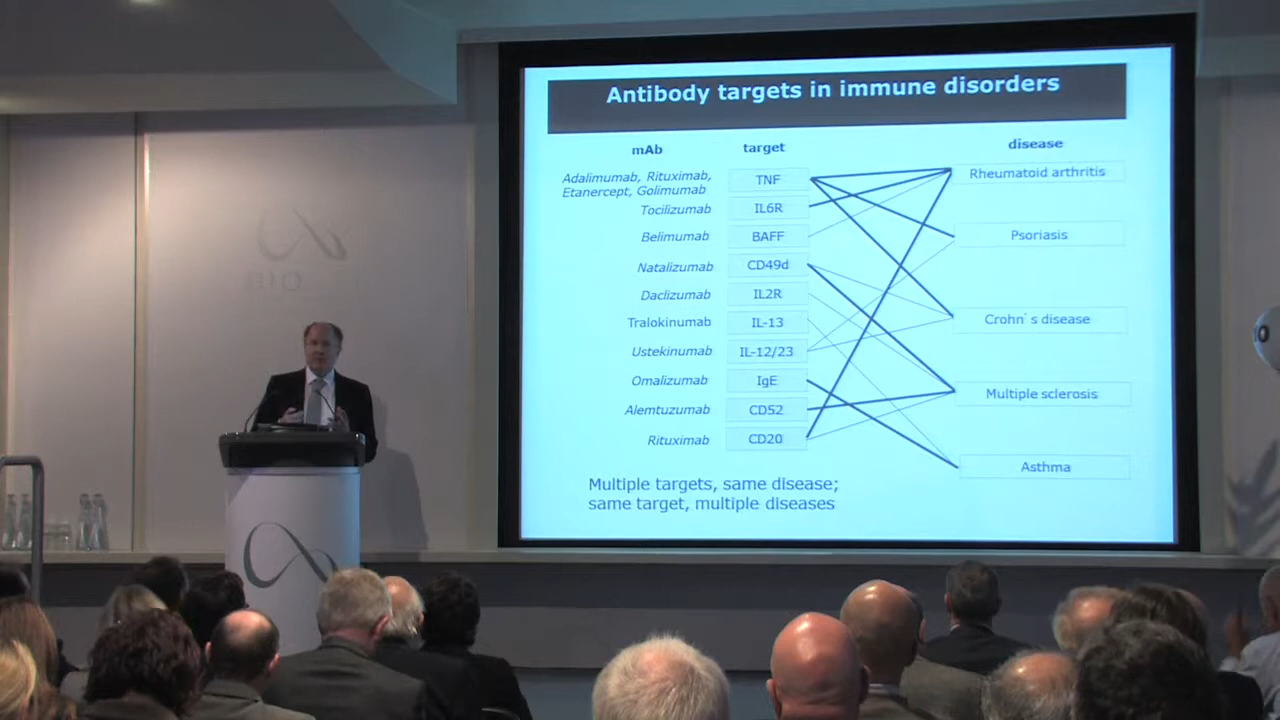 Antibody targets in immune disorders
mAb target disease
Adalimumab, Rituximab,
Etanercept, Golimumab TNF Rheumatoid arthritis
Tocilizumab IL6R
Belimumab BAFF Psoriasis
Natalizumab CD49d
Daclizumab IL2R
Tralokinumab IL-13 Crohn´s disease
Ustekinumab IL-12/23
Omalizumab IgE
Multiple sclerosis
Alemtuzumab CD52
Rituximab CD20
Asthma
Multiple targets, same disease;
same target, multiple diseases